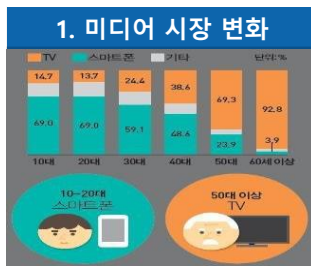 1. 미디어 시장 변화
TV 스마트폰 기타 단위:%
14.7 13.7 24.4 38.6 69.3 92.8
69.0 69.0 59.1 48.6 23.9 3.9
10대 20대 30대 40대 50대 60세이상
10~20대 50대 이상
스마트폰 TV